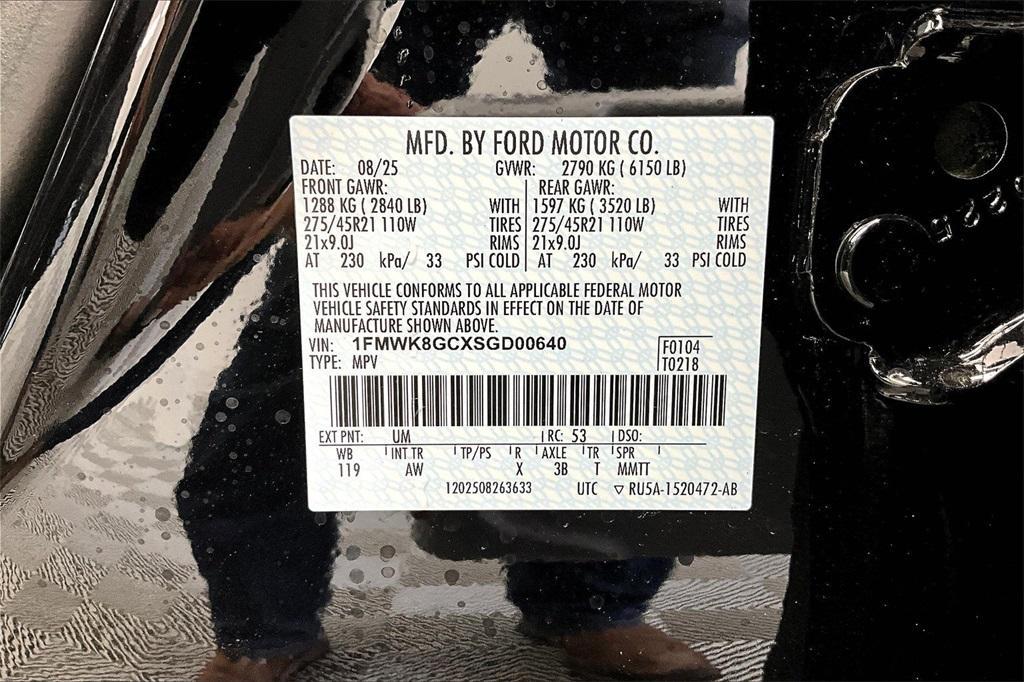 MFD. BY FORD MOTOR CO.
DATE: 08/25 GVWR: 2790 KG ( 6150 LB)
FRONT GAWR: REAR GAWR:
1288 KG ( 2840 LB) WITH 1597 KG ( 3520 LB) WITH
275/45R21 110W TIRES 275/45R21 110W TIRES
21x9.0J RIMS 21x9.0J RIMS
AT 230 kPa/ 33 PSI COLD AT 230 kPa/ 33 PSI COLD
THIS VEHICLE CONFORMS TO ALL APPLICABLE FEDERAL MOTOR
VEHICLE SAFETY STANDARDS IN EFFECT ON THE DATE OF
MANUFACTURE SHOWN ABOVE.
VIN: 1FMWK8GCXSGD00640 F0104
TYPE: MPV T0218
EXT PNT: UM RC: 53 DSO:
WB INT TR TP/PS R AXLE TR SPR
119 AW X 3B T MMTT
1202508263633 UTC ▽ RU5A-1520472-AB